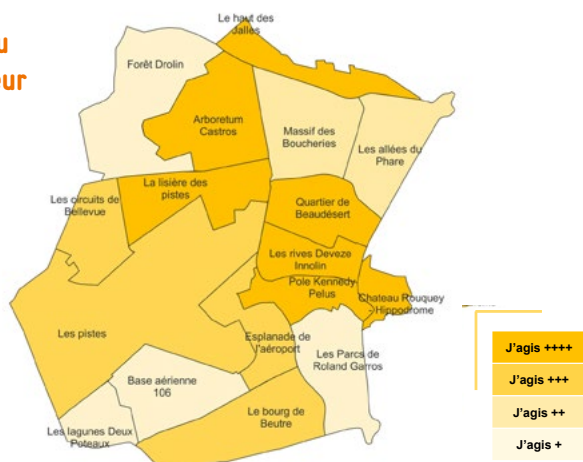 u
eur
Le haut des
Jalles
Forêt Drolin
Arboretum
Castros
Massif des
Boucheries
Les allées du
Phare
La lisière des
pistes
Les circuits de
Bellevue
Quartier de
Beaudésert
Les rives Deveze
Innolin
Pole Kennedy
Pelus
Chateau Rouquey
- Hippodrome
Les pistes
Esplanade de
l'aéroport
Les Parcs de
Roland Garros
Base aérienne
106
Le bourg de
Beutre
Les lagunes Deux
Poteaux
J'agis ++++
J'agis +++
J'agis ++
J'agis +